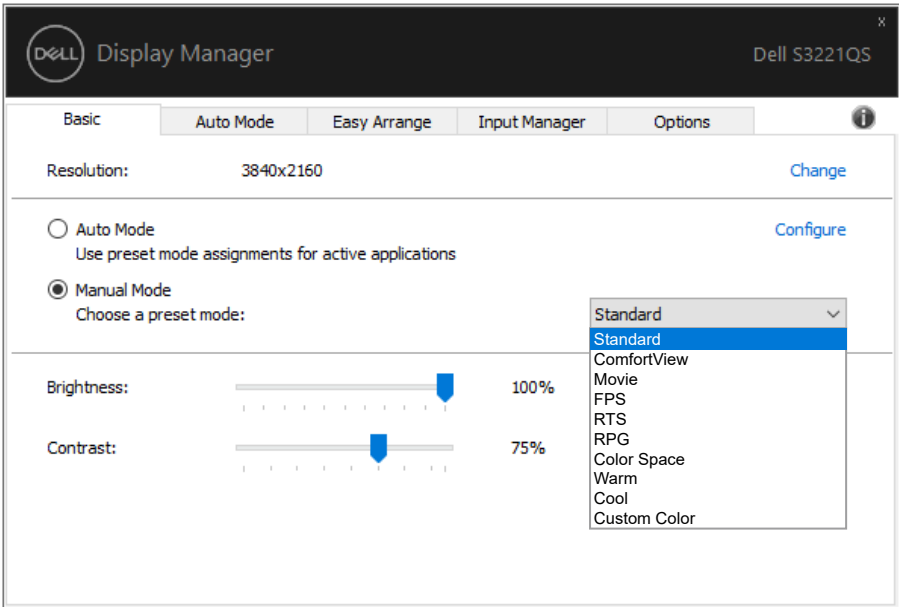 DELL Display Manager
x
Dell S3221QS
Basic Auto Mode Easy Arrange Input Manager Options i
Resolution: 3840x2160 Change
Auto Mode Configure
Use preset mode assignments for active applications
Manual Mode
Choose a preset mode: Standard
Standard
ComfortView
Movie
FPS
RTS
RPG
Color Space
Warm
Cool
Custom Color
Brightness: 100%
Contrast: 75%